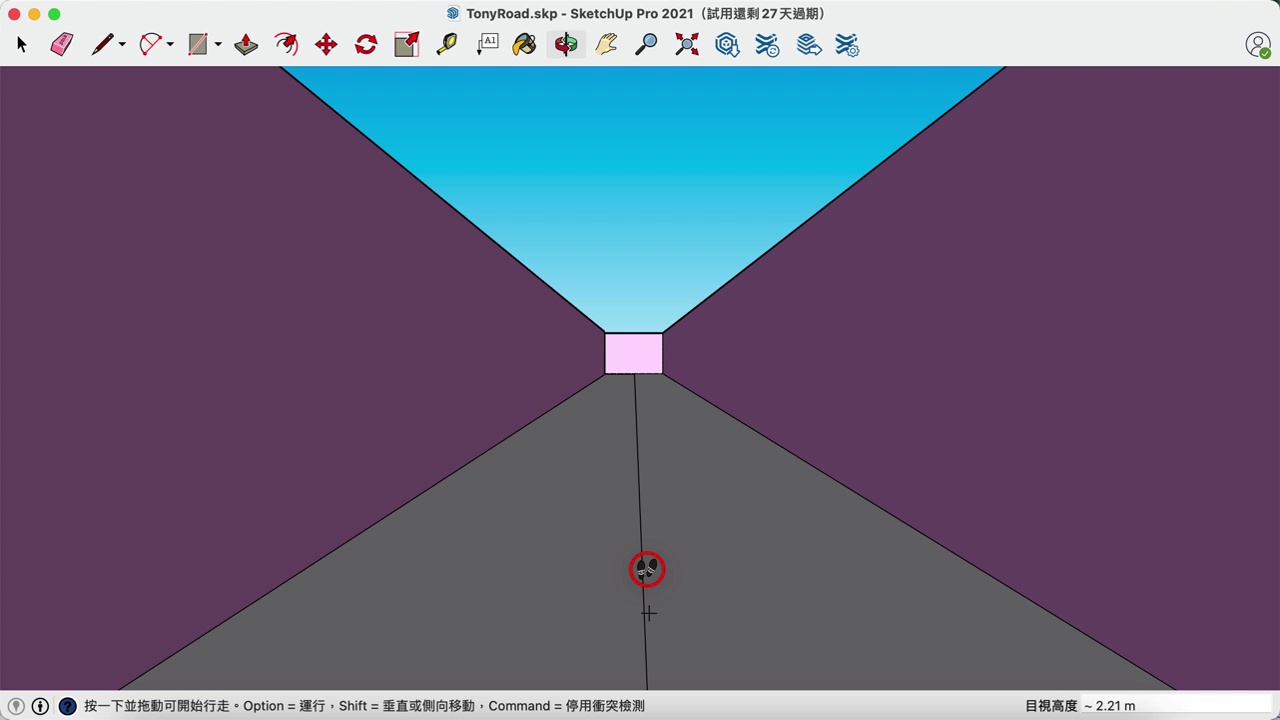 TonyRoad.skp - SketchUp Pro 2021（試用還剩 27 天過期）
A1
按一下並拖動可開始行走。Option = 運行，Shift = 垂直或側向移動，Command = 停用衝突檢測
目視高度 ~ 2.21 m